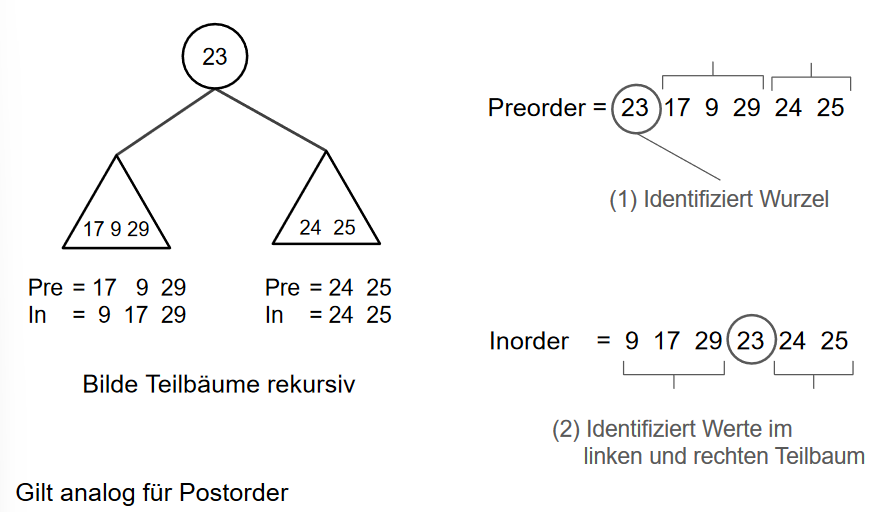 23
17 9 29
24 25
Pre = 17 9 29
In = 9 17 29
Pre = 24 25
In = 24 25
Bilde Teilbäume rekursiv
Gilt analog für Postorder
Preorder = 23 17 9 29 24 25
(1) Identifiziert Wurzel
Inorder = 9 17 29 23 24 25
(2) Identifiziert Werte im
linken und rechten Teilbaum